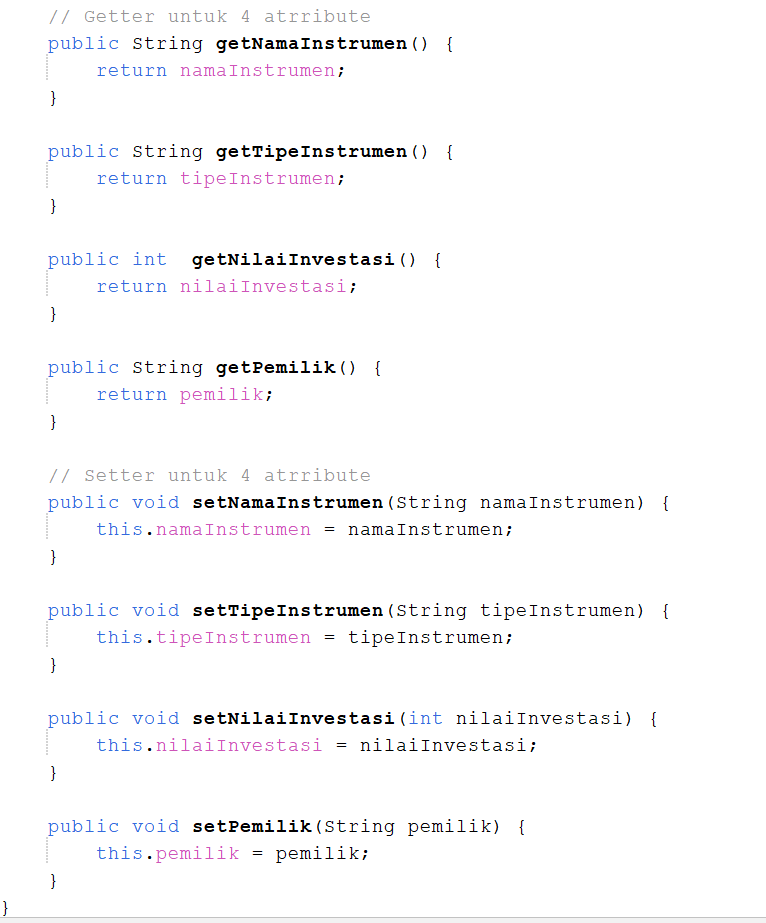 // Getter untuk 4 atrribute
public String getNamaInstrumen() {
    return namaInstrumen;
}

public String getTipeInstrumen() {
    return tipeInstrumen;
}

public int  getNilaiInvestasi() {
    return nilaiInvestasi;
}

public String getPemilik() {
    return pemilik;
}

// Setter untuk 4 atrribute
public void setNamaInstrumen(String namaInstrumen) {
    this.namaInstrumen = namaInstrumen;
}

public void setTipeInstrumen(String tipeInstrumen) {
    this.tipeInstrumen = tipeInstrumen;
}

public void setNilaiInvestasi(int nilaiInvestasi) {
    this.nilaiInvestasi = nilaiInvestasi;
}

public void setPemilik(String pemilik) {
    this.pemilik = pemilik;
}
}